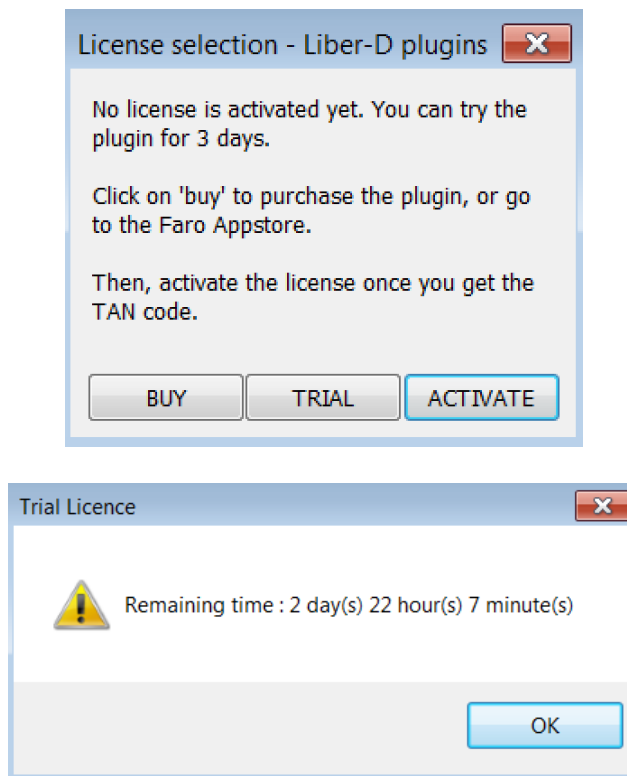 License selection - Liber-D plugins
No license is activated yet. You can try the
plugin for 3 days.
Click on 'buy' to purchase the plugin, or go
to the Faro Appstore.
Then, activate the license once you get the
TAN code.
BUY TRIAL ACTIVATE
Trial Licence
Remaining time : 2 day(s) 22 hour(s) 7 minute(s)
OK